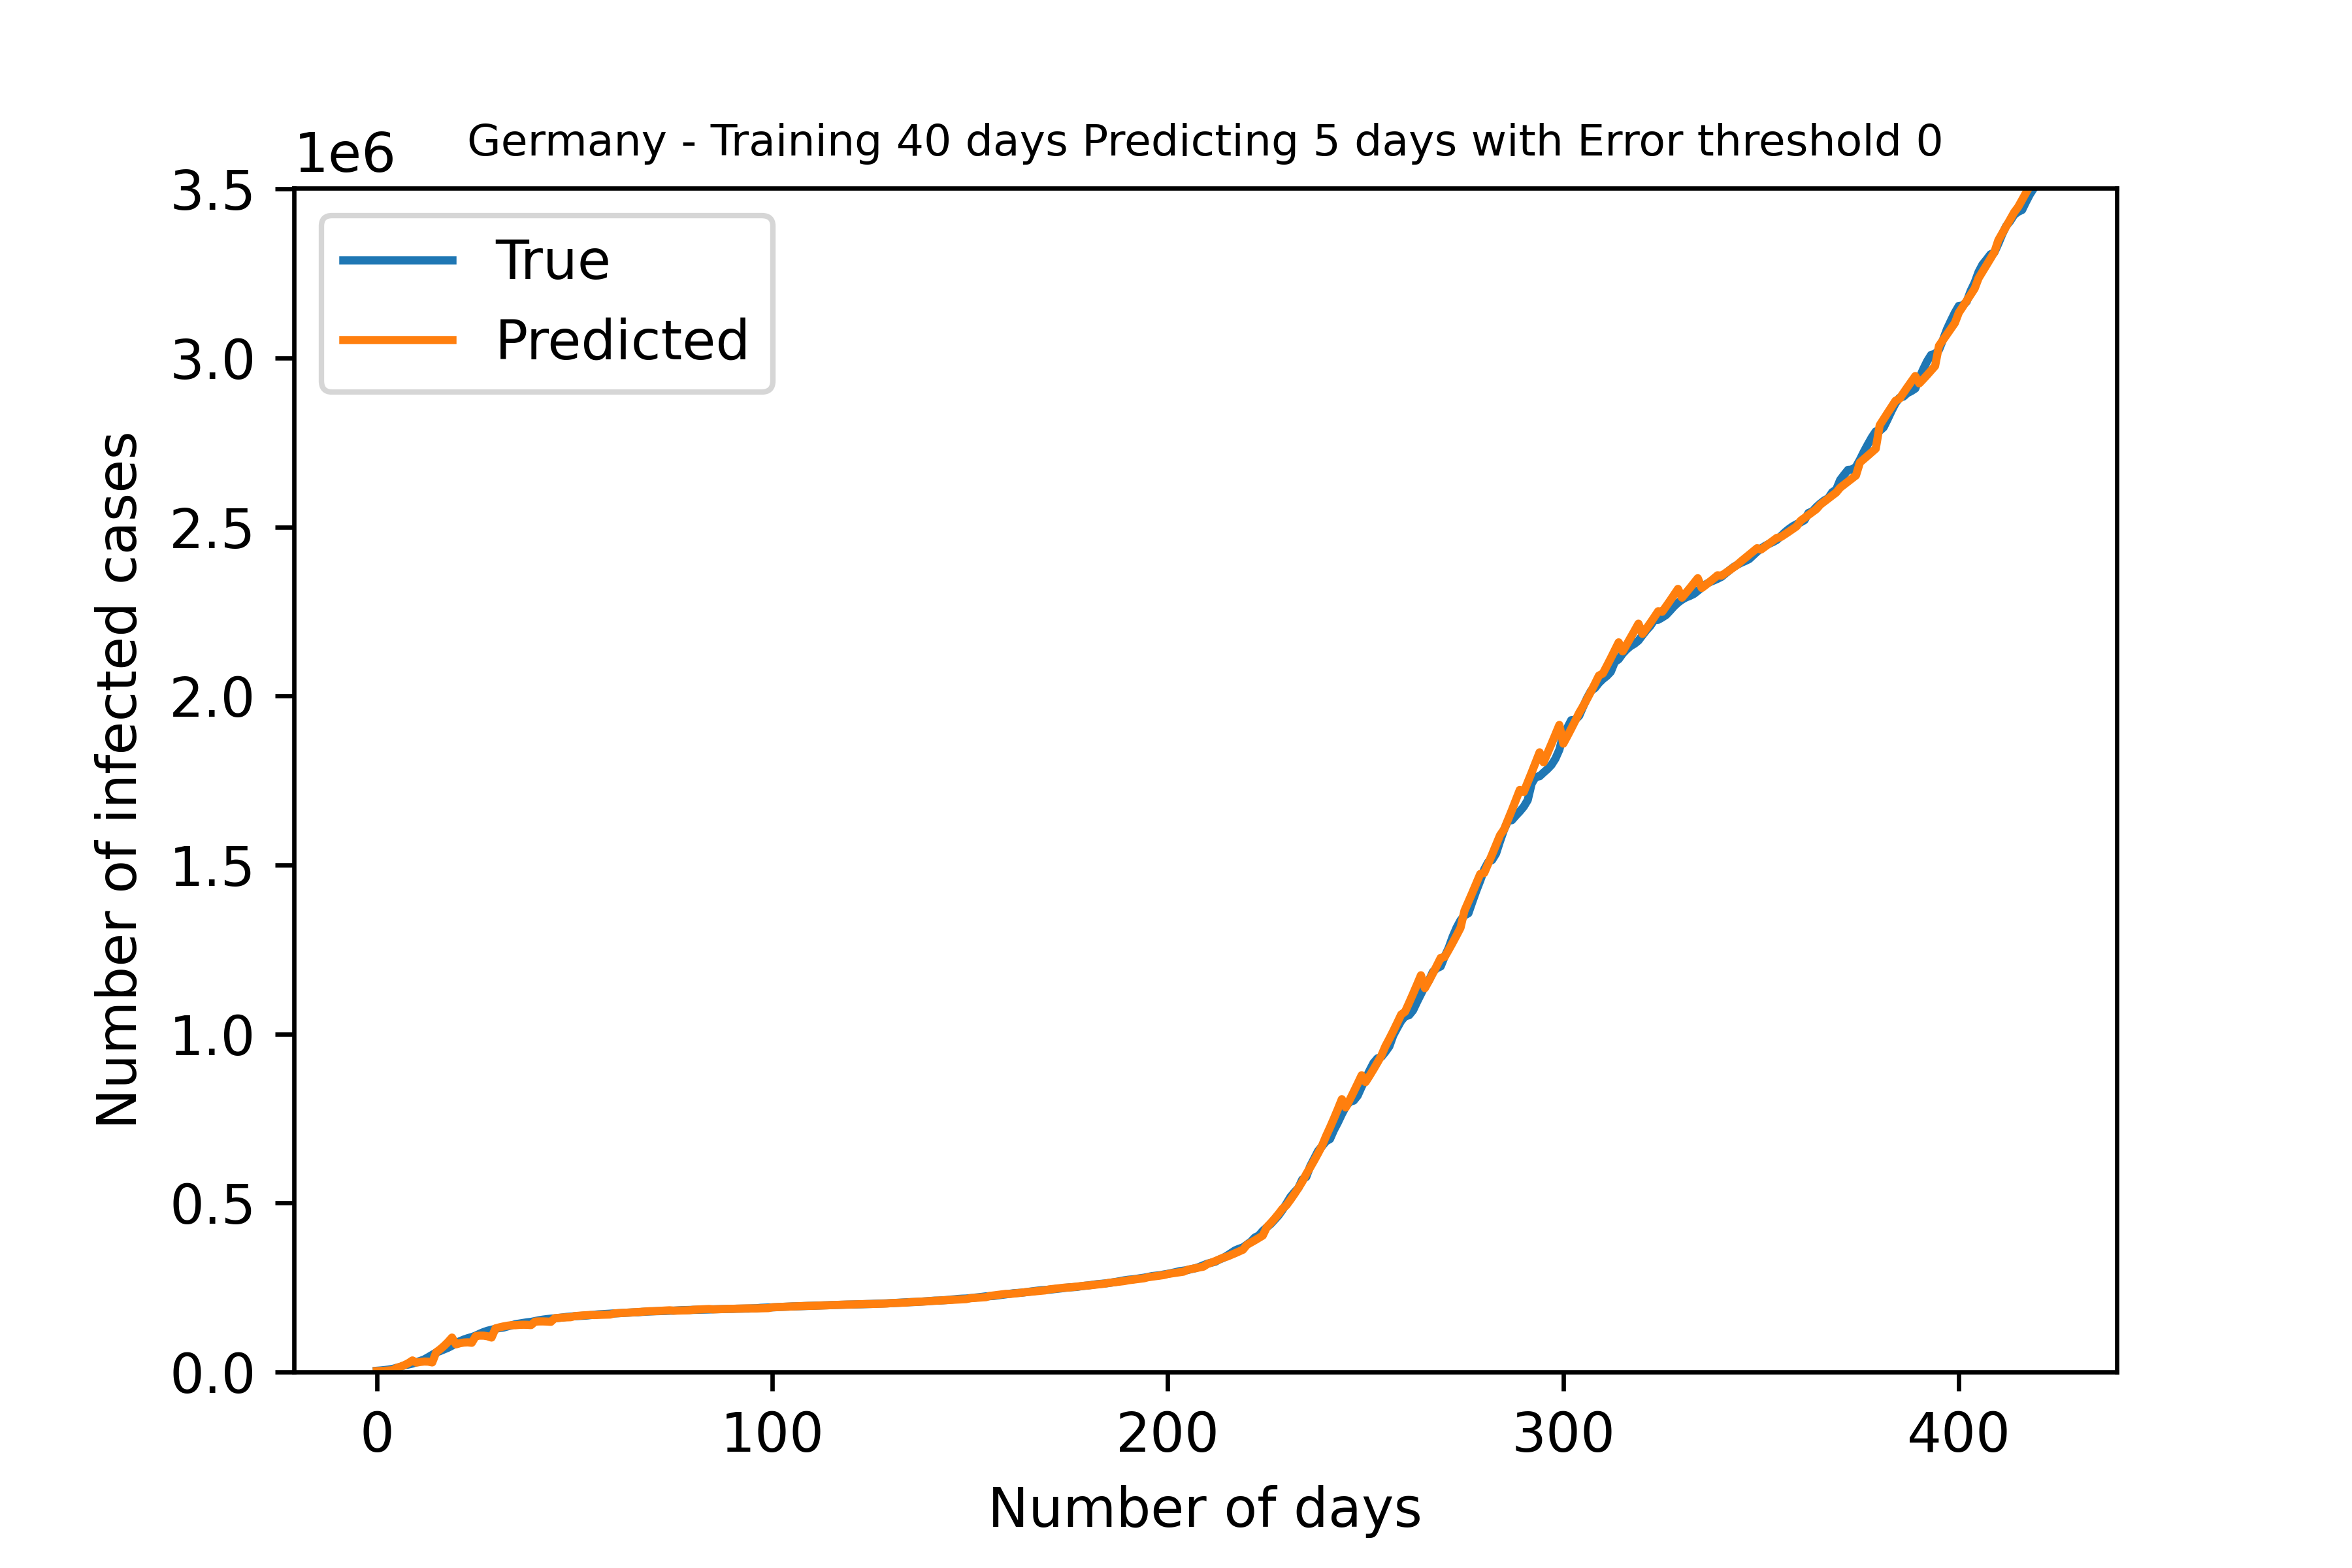 Germany - Training 40 days Predicting 5 days with Error threshold 0
1e6
3.5
3.0
2.5
2.0
1.5
1.0
0.5
0.0
True
Predicted
Number of infected cases
0 100 200 300 400
Number of days